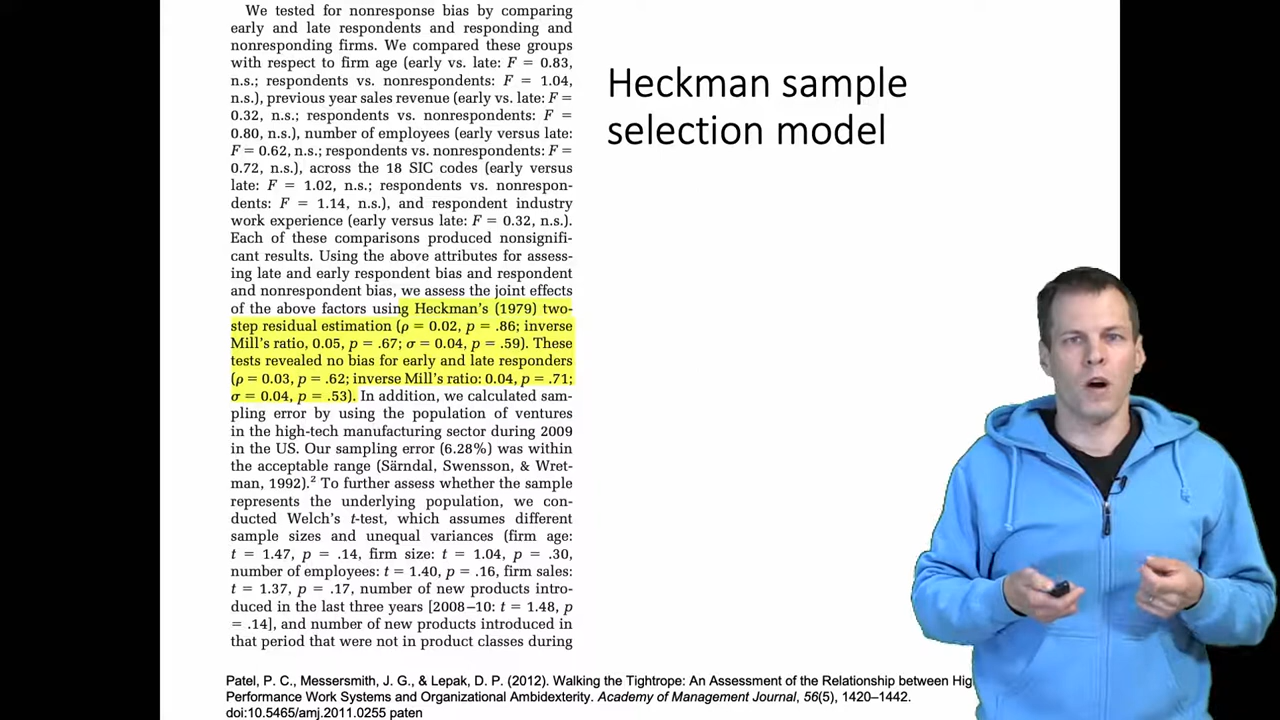 We tested for nonresponse bias by comparing
early and late respondents and responding and
nonresponding firms. We compared these groups
with respect to firm age (early vs. late: F = 0.83,
n.s.; respondents vs. nonrespondents: F = 1.04,
n.s.), previous year sales revenue (early vs. late: F =
0.32, n.s.; respondents vs. nonrespondents: F =
0.80, n.s.), number of employees (early versus late:
F = 0.62, n.s.; respondents vs. nonrespondents: F =
0.72, n.s.), across the 18 SIC codes (early versus
late: F = 1.02, n.s.; respondents vs. nonrespon-
dents: F = 1.14, n.s.), and respondent industry
work experience (early versus late: F = 0.32, n.s.).
Each of these comparisons produced nonsignifi-
cant results. Using the above attributes for assess-
ing late and early respondent bias and respondent
and nonrespondent bias, we assess the joint effects
of the above factors using Heckman's (1979) two-
step residual estimation (ρ = 0.02, p = .86; inverse
Mill's ratio, 0.05, p = .67; σ = 0.04, p = .59). These
tests revealed no bias for early and late responders
(ρ = 0.03, p = .62; inverse Mill's ratio: 0.04, p = .71;
σ = 0.04, p = .53). In addition, we calculated sam-
pling error by using the population of ventures
in the high-tech manufacturing sector during 2009
in the US. Our sampling error (6.28%) was within
the acceptable range (Särndal, Swensson, & Wret-
man, 1992).² To further assess whether the sample
represents the underlying population, we con-
ducted Welch's t-test, which assumes different
sample sizes and unequal variances (firm age:
t = 1.47, p = .14, firm size: t = 1.04, p = .30,
number of employees: t = 1.40, p = .16, firm sales:
t = 1.37, p = .17, number of new products intro-
duced in the last three years [2008–10: t = 1.48, p
= .14], and number of new products introduced in
that period that were not in product classes during
Heckman sample
selection model
Patel, P. C., Messersmith, J. G., & Lepak, D. P. (2012). Walking the Tightrope: An Assessment of the Relationship between Hig
Performance Work Systems and Organizational Ambidexterity. Academy of Management Journal, 56(5), 1420–1442.
doi:10.5465/amj.2011.0255 paten